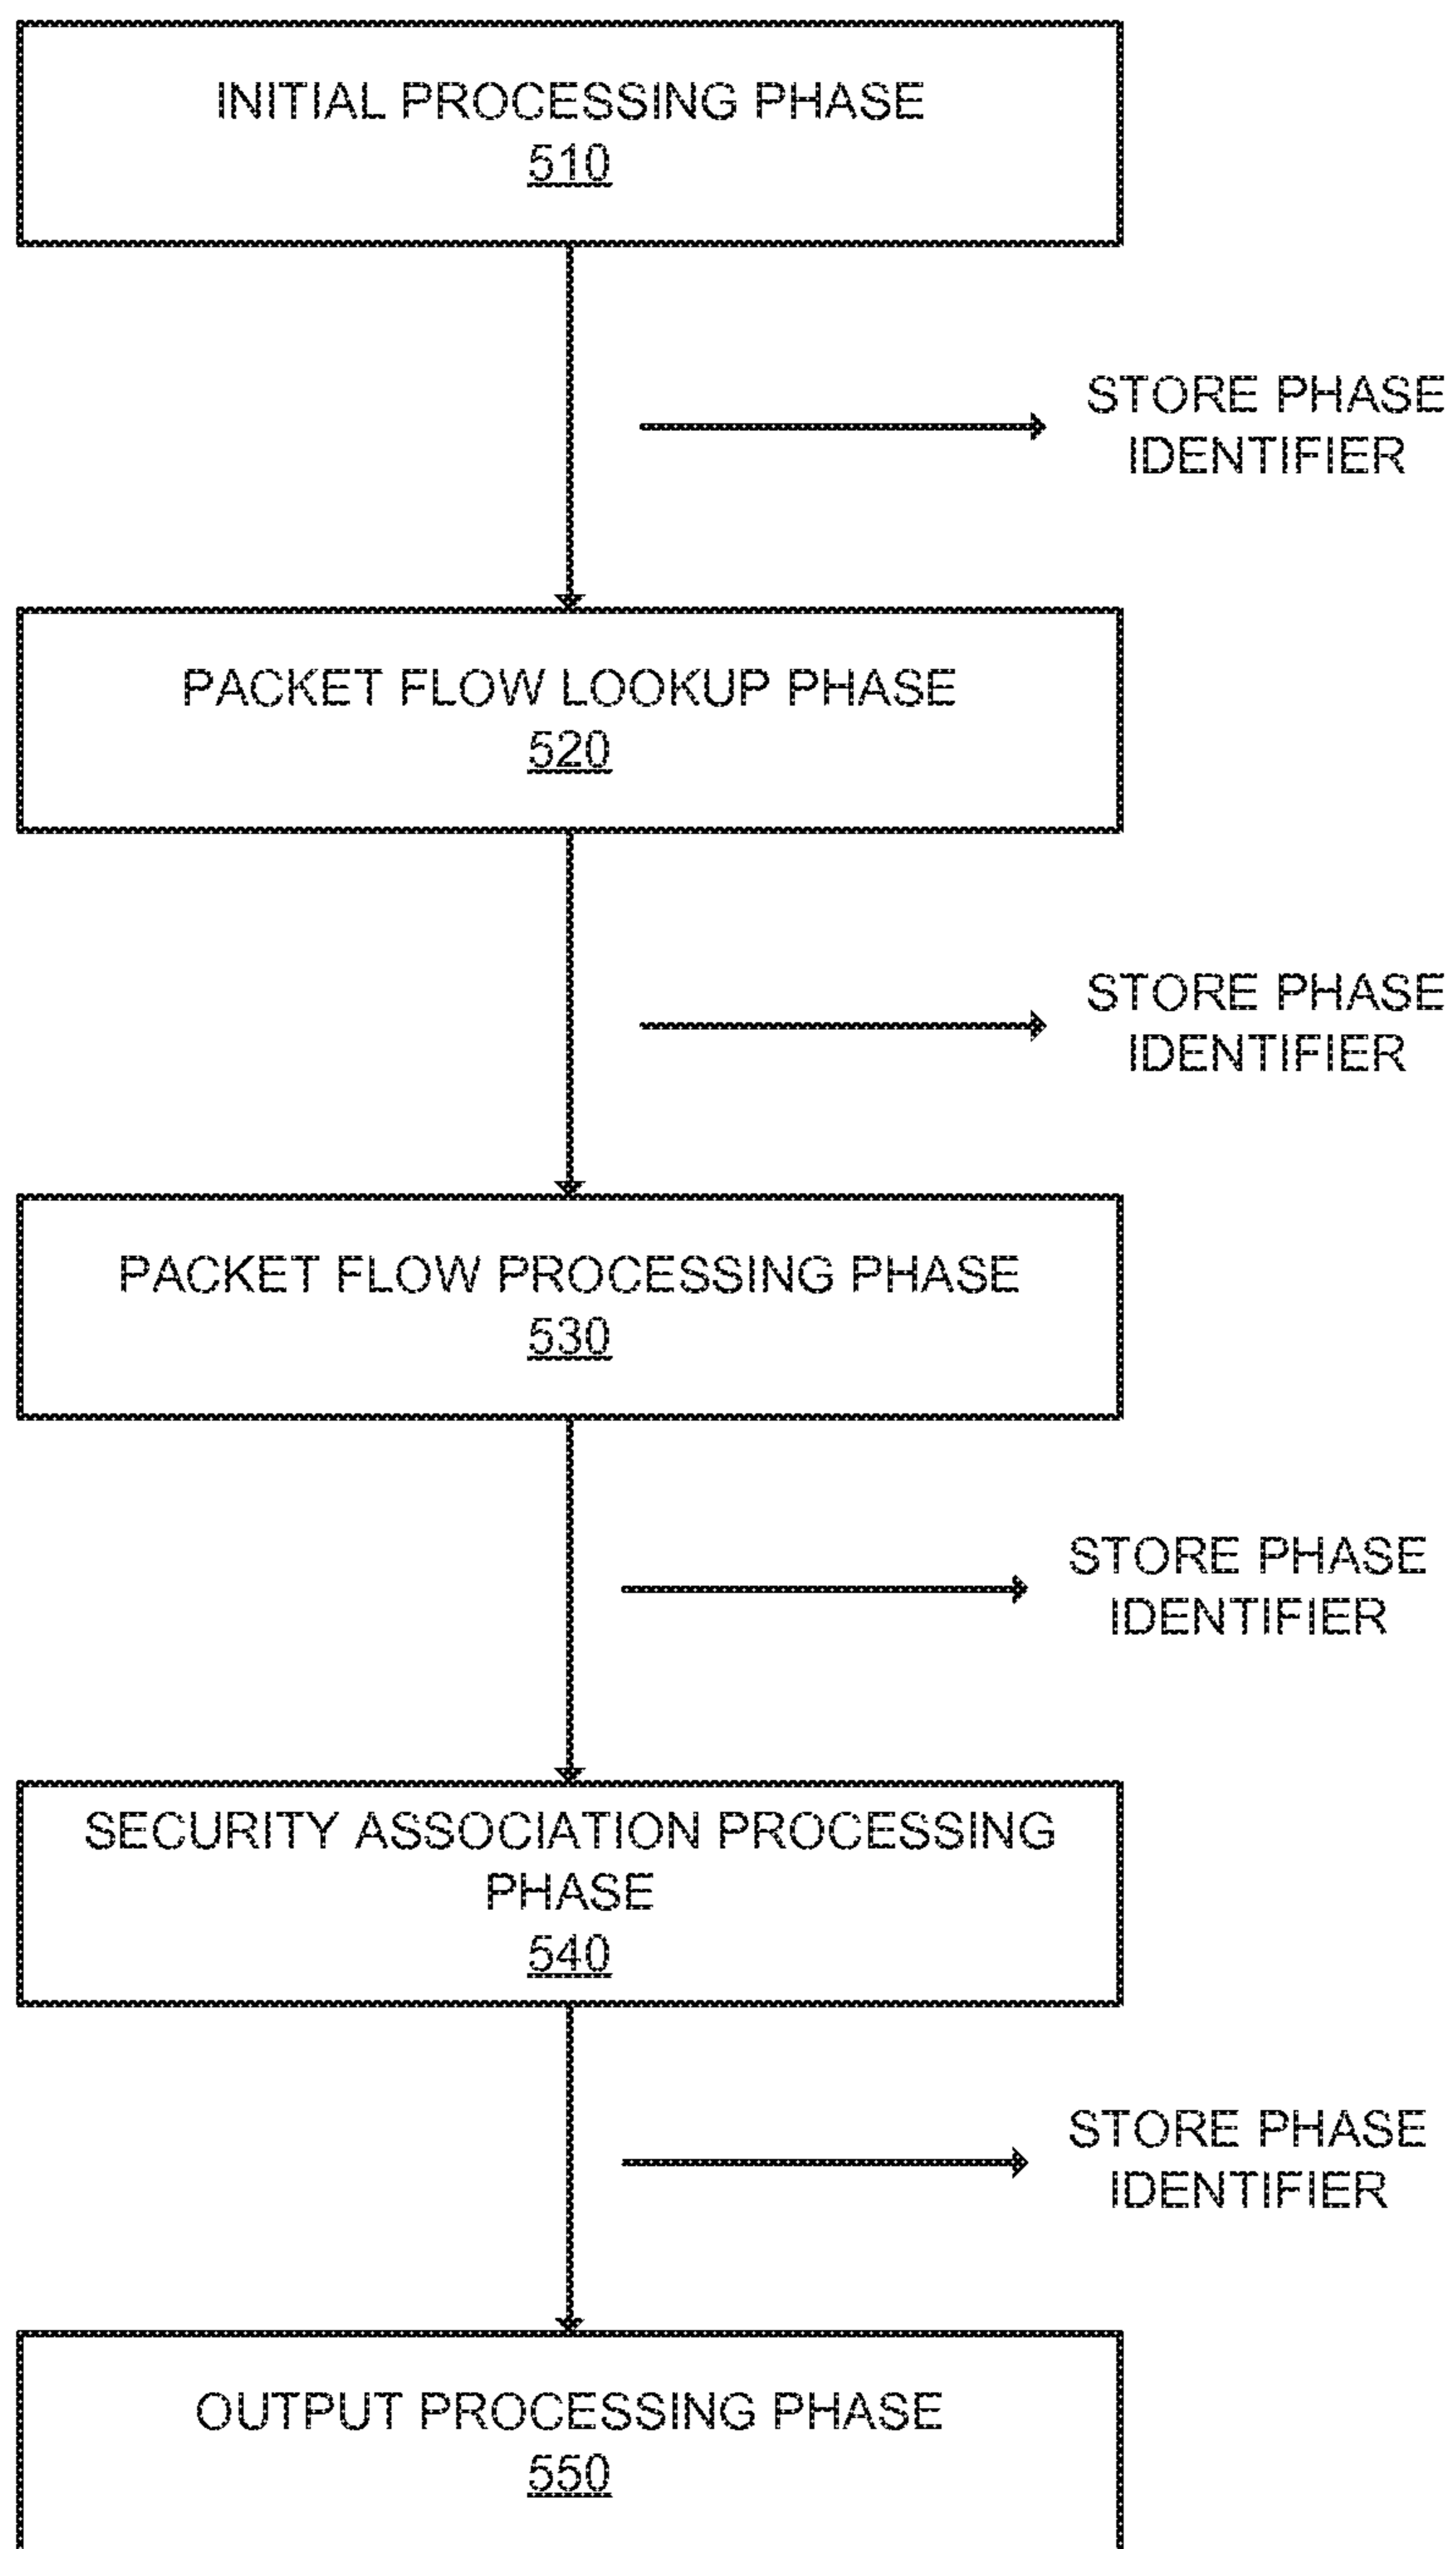 INITIAL PROCESSING PHASE
510
STORE PHASE
IDENTIFIER
PACKET FLOW LOOKUP PHASE
520
STORE PHASE
IDENTIFIER
PACKET FLOW PROCESSING PHASE
530
STORE PHASE
IDENTIFIER
SECURITY ASSOCIATION PROCESSING
PHASE
540
STORE PHASE
IDENTIFIER
OUTPUT PROCESSING PHASE
550